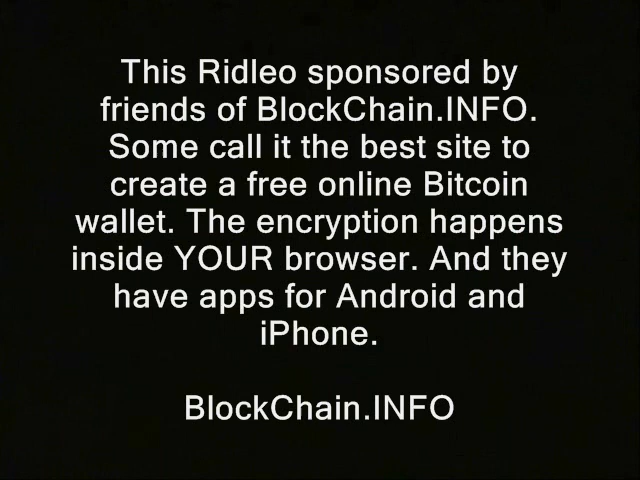 This Ridleo sponsored by
friends of BlockChain.INFO.
Some call it the best site to
create a free online Bitcoin
wallet. The encryption happens
inside YOUR browser. And they
have apps for Android and
iPhone.
BlockChain.INFO